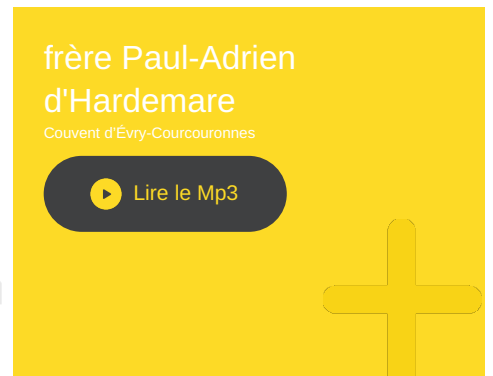 frère Paul-Adrien
d'Hardemare
Couvent d'Évry-Courcouronnes
Lire le Mp3